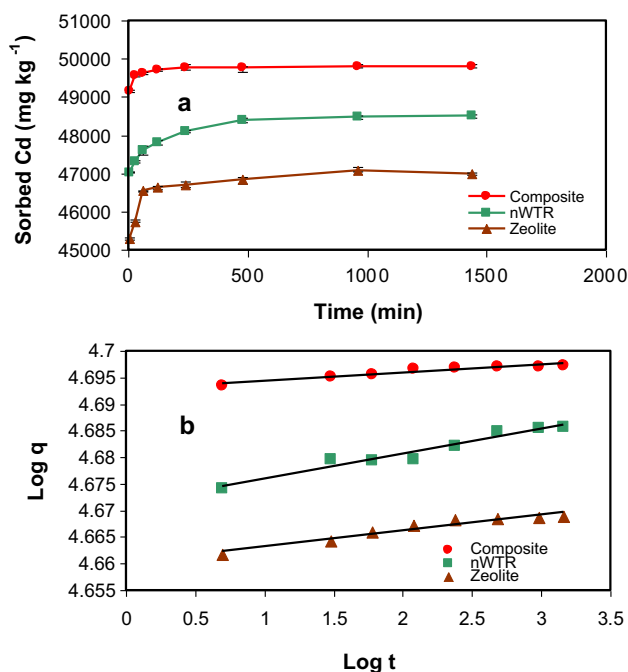 51000
50000
49000
48000
47000
46000
45000
Sorbed Cd (mg kg-1)
a
Composite
nWTR
Zeolite
0 500 1000 1500 2000
Time (min)
4.7
4.695
4.69
4.685
4.68
4.675
4.67
4.665
4.66
4.655
Log q
b
Composite
nWTR
Zeolite
0 0.5 1 1.5 2 2.5 3 3.5
Log t